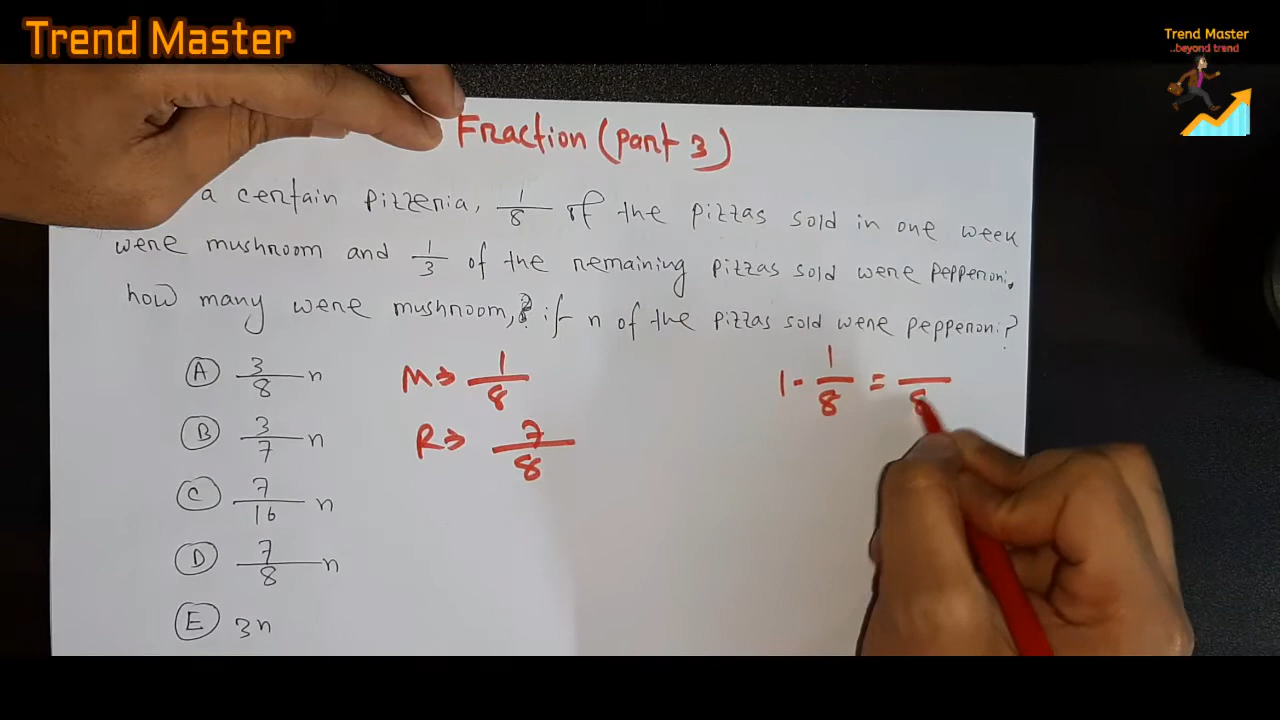 Trend Master
Trend Master
..beyond trend
Fraction (part 3)
a certain pizzeria, 1/8 of the pizzas sold in one week
were mushroom and 1/3 of the remaining pizzas sold were pepperoni,
how many were mushroom, if n of the pizzas sold were pepperoni?
A 3/8 n
B 3/7 n
C 7/16 n
D 7/8 n
E 3n
M → 1/8
R → 7/8
1 - 1/8 = /8